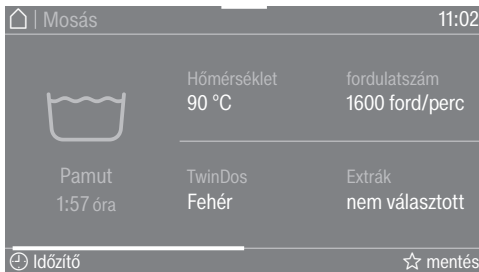 | Mosás 11:02
Hőmérséklet fordulatszám
90 °C 1600 ford/perc
Pamut TwinDos Extrák
1:57 óra Fehér nem választott
Időzítő mentés